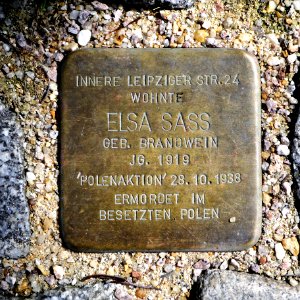 INNERE LEIPZIGER STR. 24
WOHNTE
ELSA SASS
GEB. BRANDWEIN
JG. 1919
'POLENAKTION' 28.10.1938
ERMORDET IM
BESETZTEN POLEN